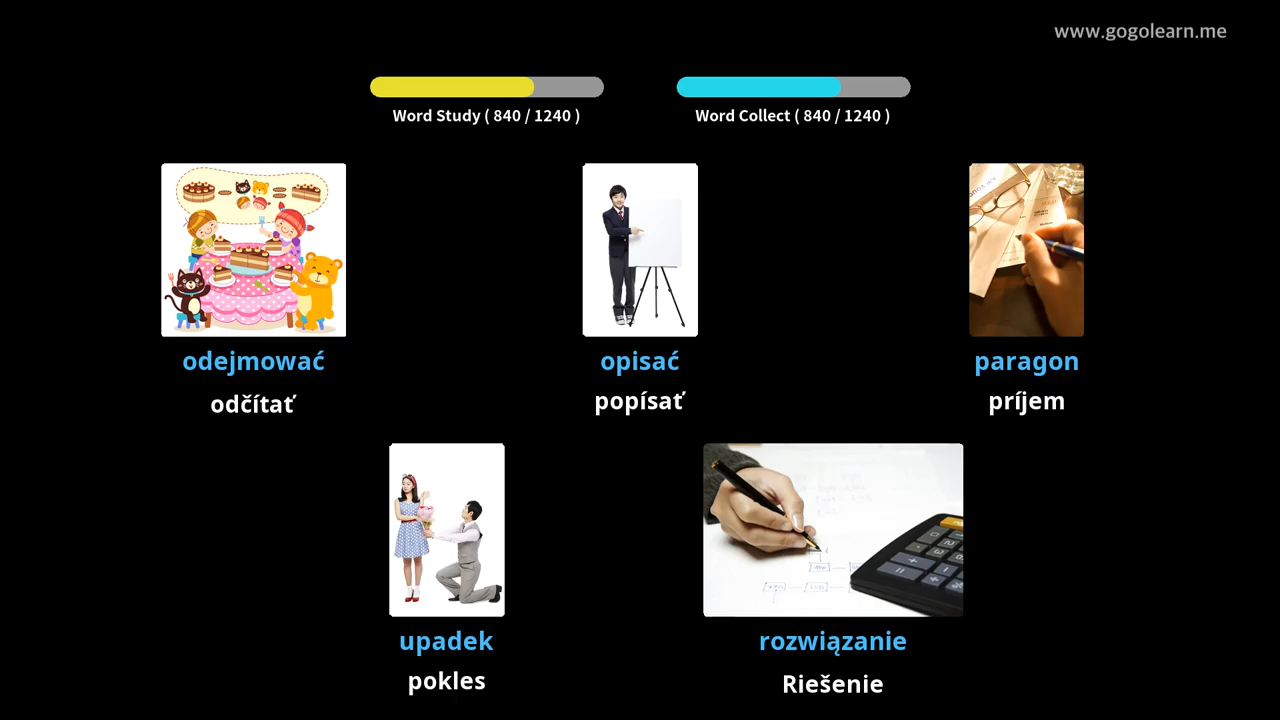 www.gogolearn.me
Word Study ( 840 / 1240 )
Word Collect ( 840 / 1240 )
odejmować
odčítať
opisać
popísať
paragon
príjem
upadek
pokles
rozwiązanie
Riešenie